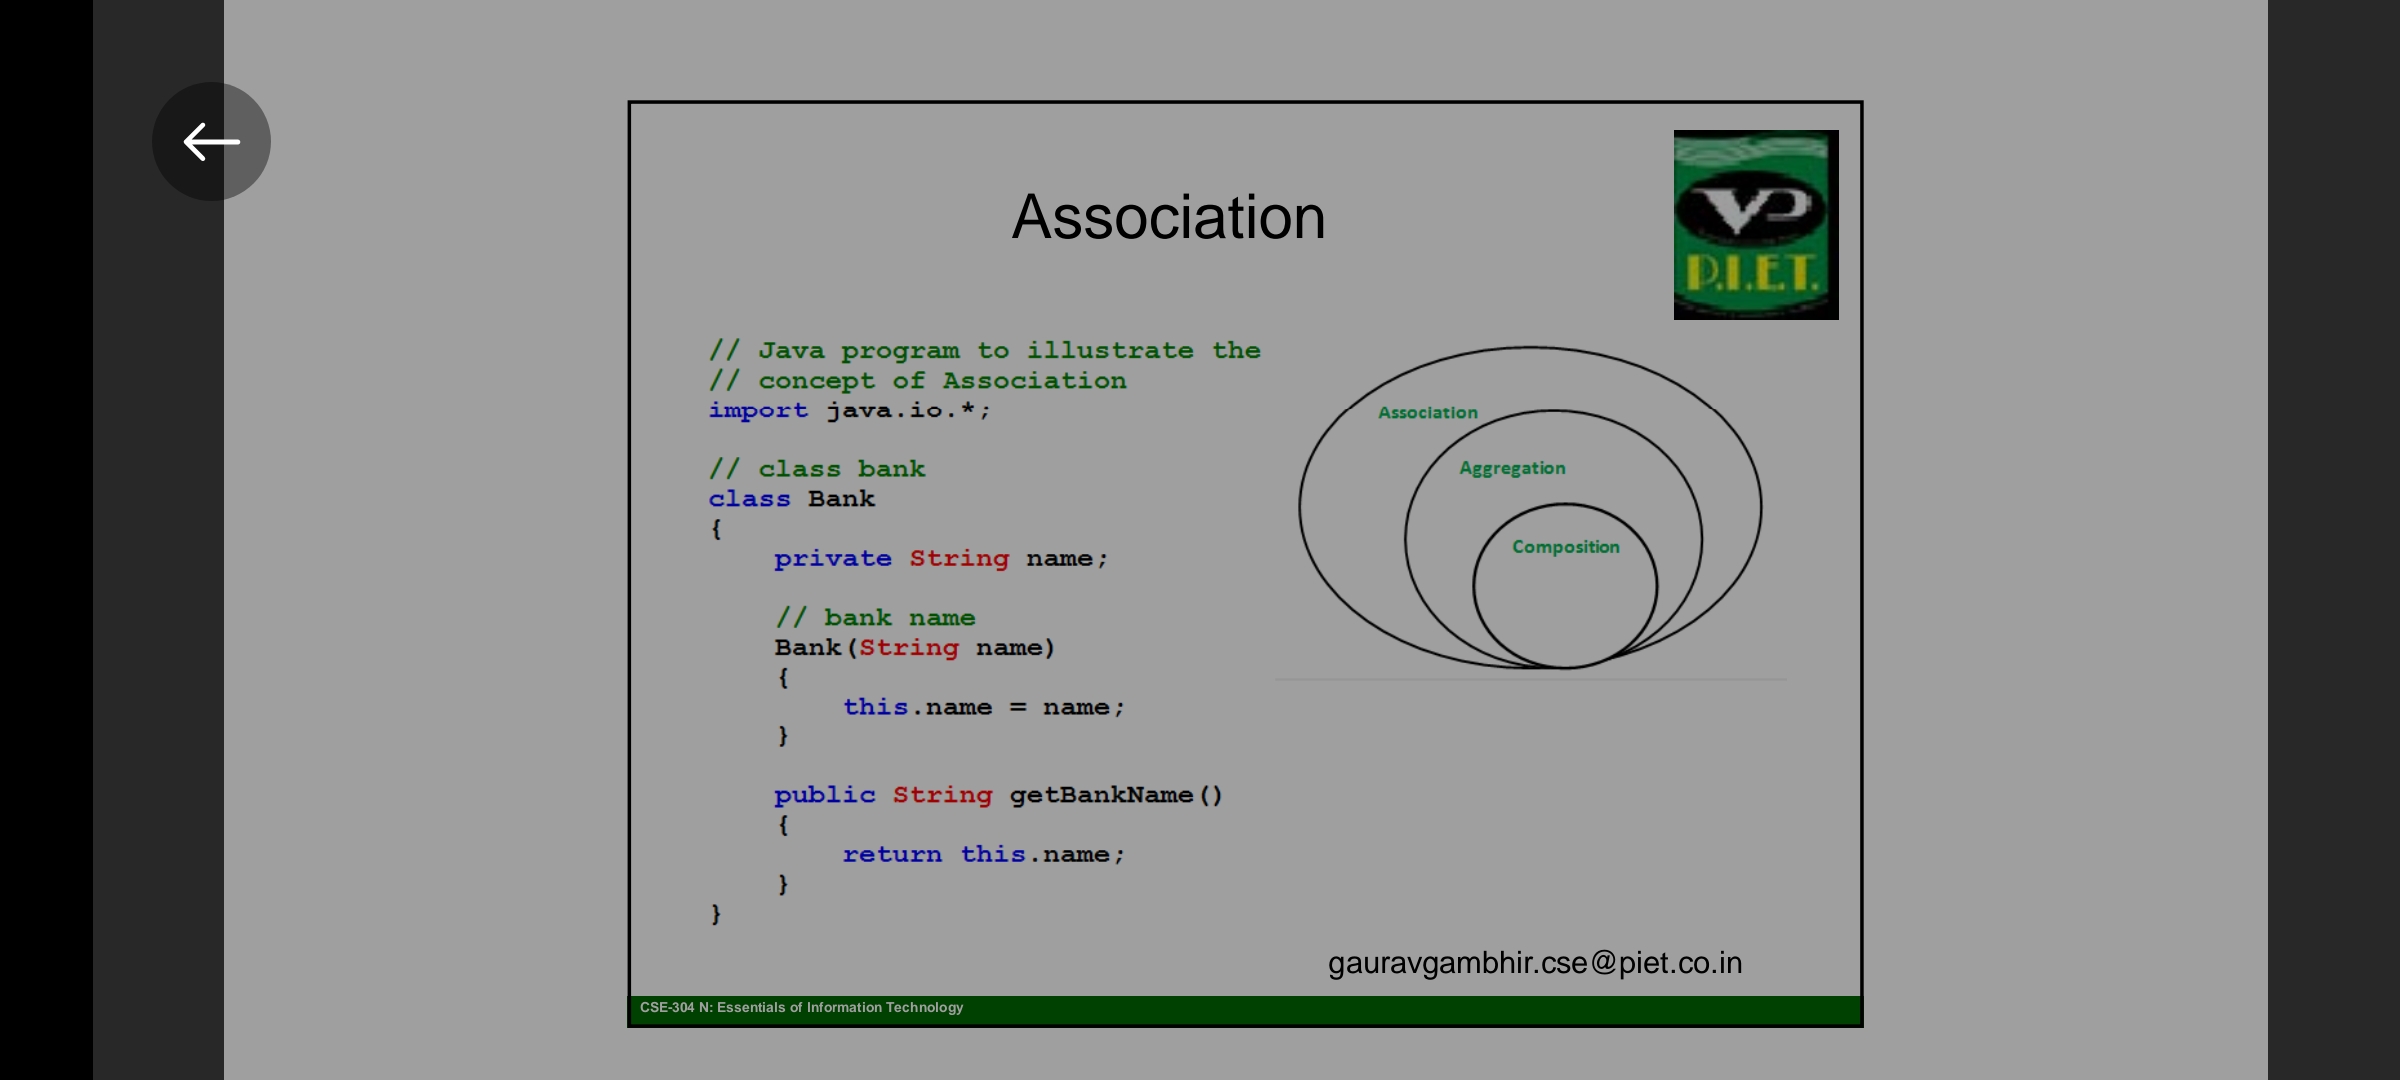 Association
VP
P.I.E.T.
// Java program to illustrate the
// concept of Association
import java.io.*;
// class bank
class Bank
{
private String name;
// bank name
Bank(String name)
{
this.name = name;
}
public String getBankName()
{
return this.name;
}
}
Association
Aggregation
Composition
gauravgambhir.cse@piet.co.in
CSE-304 N: Essentials of Information Technology